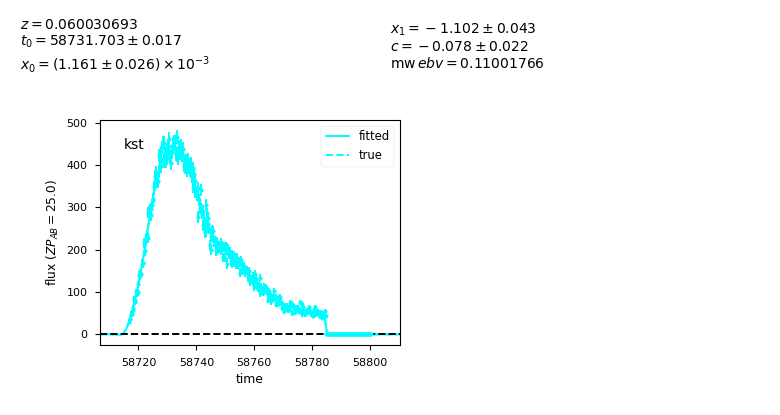 z = 0.060030693
t₀ = 58731.703 ± 0.017
x₀ = (1.161 ± 0.026) × 10⁻³
x₁ = −1.102 ± 0.043
c = −0.078 ± 0.022
mw ebv = 0.11001766
kst
fitted
true
500
400
300
200
100
0
flux (ZP_AB = 25.0)
58720 58740 58760 58780 58800
time